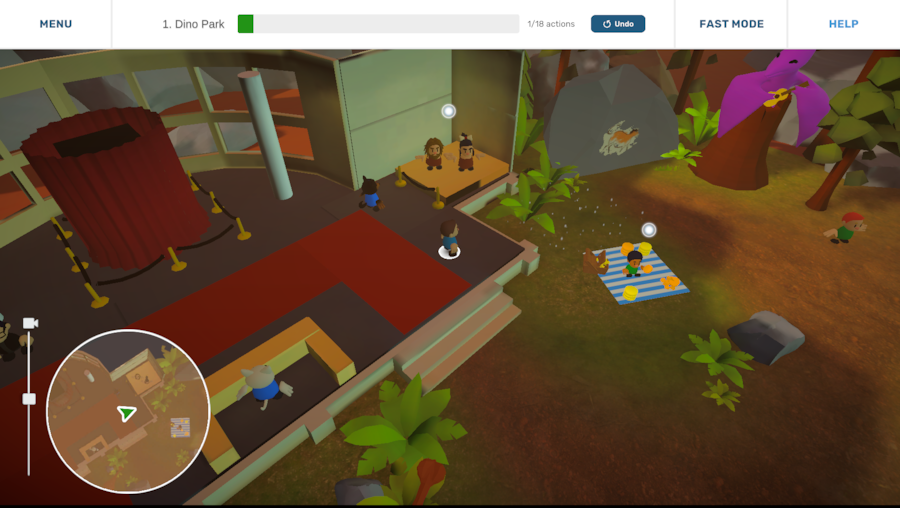 MENU
1. Dino Park
1/18 actions
Undo
FAST MODE
HELP